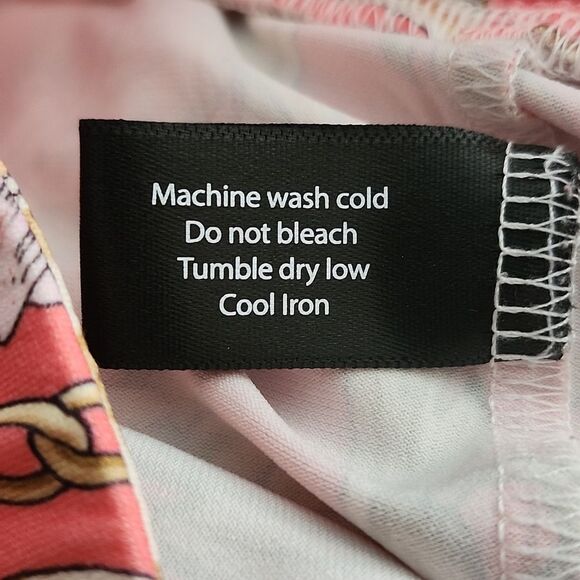 Machine wash cold
Do not bleach
Tumble dry low
Cool Iron